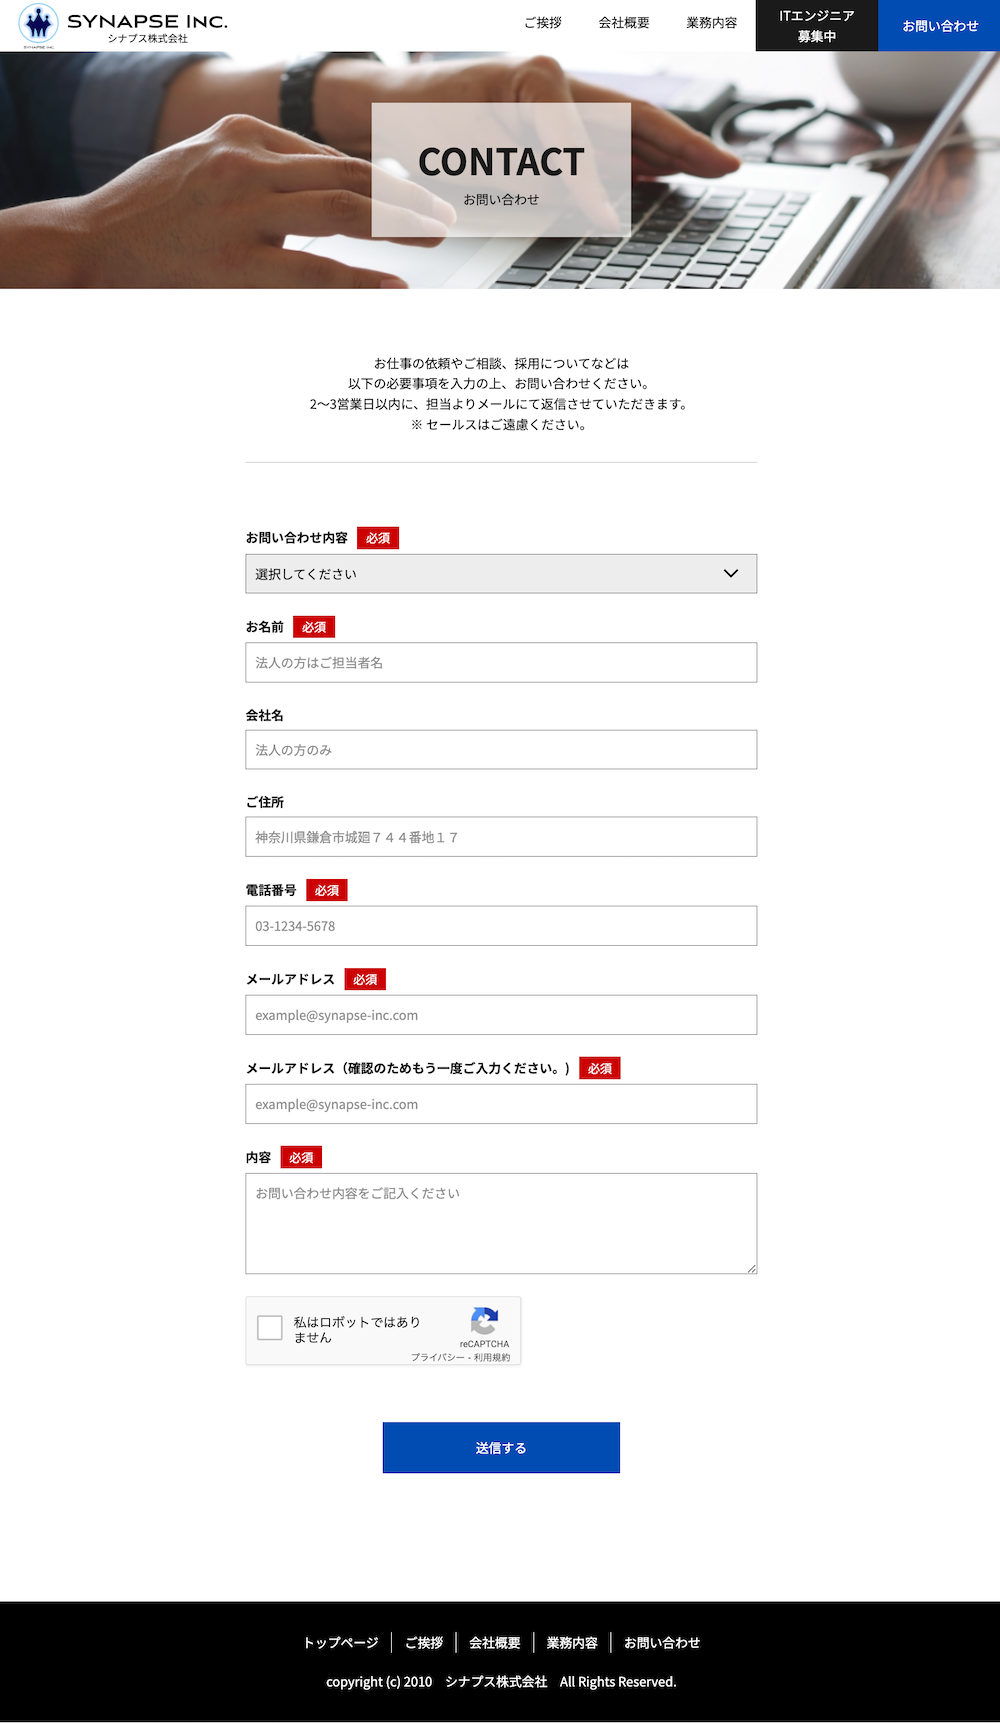 SYNAPSE INC.
SYNAPSE INC.
シナプス株式会社
ご挨拶
会社概要
業務内容
ITエンジニア
募集中
お問い合わせ
CONTACT
お問い合わせ
お仕事の依頼やご相談、採用についてなどは
以下の必要事項を入力の上、お問い合わせください。
2〜3営業日以内に、担当よりメールにて返信させていただきます。
※ セールスはご遠慮ください。
お問い合わせ内容 必須
選択してください
お名前 必須
法人の方はご担当者名
会社名
法人の方のみ
ご住所
神奈川県鎌倉市城廻７４４番地１７
電話番号 必須
03-1234-5678
メールアドレス 必須
example@synapse-inc.com
メールアドレス（確認のためもう一度ご入力ください。) 必須
example@synapse-inc.com
内容 必須
お問い合わせ内容をご記入ください
私はロボットではあり
ません
reCAPTCHA
プライバシー - 利用規約
送信する
トップページ
ご挨拶
会社概要
業務内容
お問い合わせ
copyright (c) 2010　シナプス株式会社　All Rights Reserved.